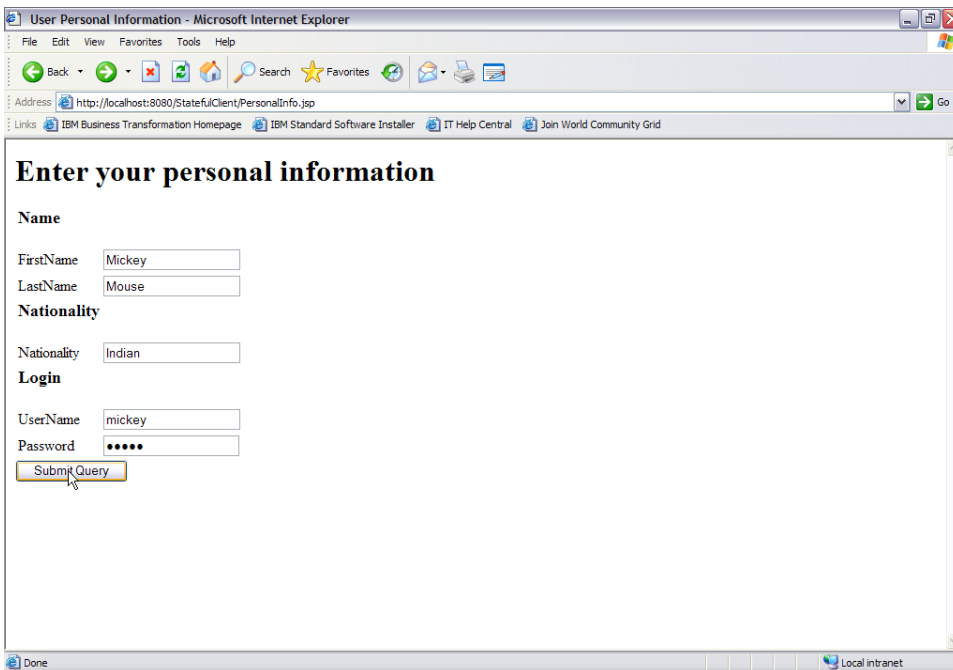 User Personal Information - Microsoft Internet Explorer
File Edit View Favorites Tools Help
Back Search Favorites
Address http://localhost:8080/StatefulClient/PersonalInfo.jsp Go
Links IBM Business Transformation Homepage IBM Standard Software Installer IT Help Central Join World Community Grid
Enter your personal information
Name
FirstName Mickey
LastName Mouse
Nationality
Nationality Indian
Login
UserName mickey
Password •••••
Submit Query
Done Local intranet